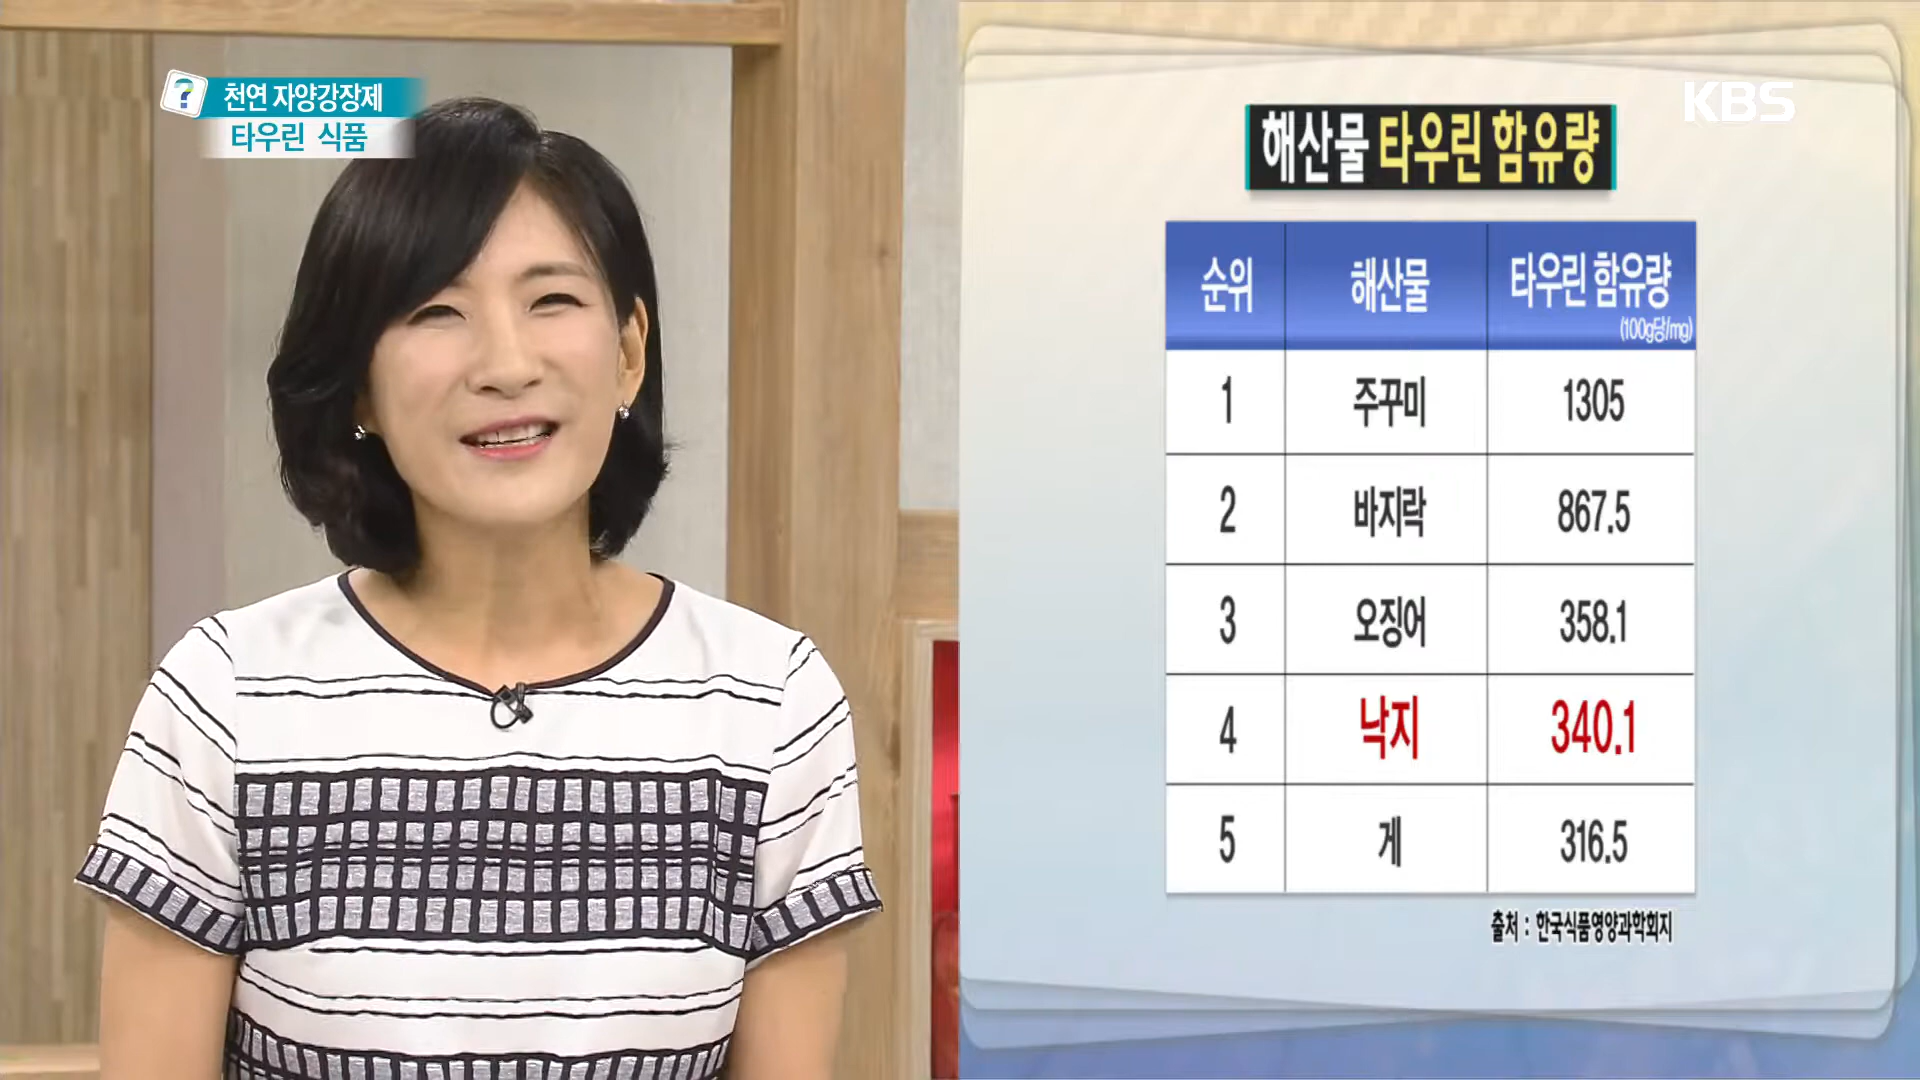 천연 자양강장제
타우린 식품
KBS
해산물 타우린 함유량
순위 해산물 타우린 함유량
(100g당/mg)
1 주꾸미 1305
2 바지락 867.5
3 오징어 358.1
4 낙지 340.1
5 게 316.5
출처 : 한국식품영양과학회지